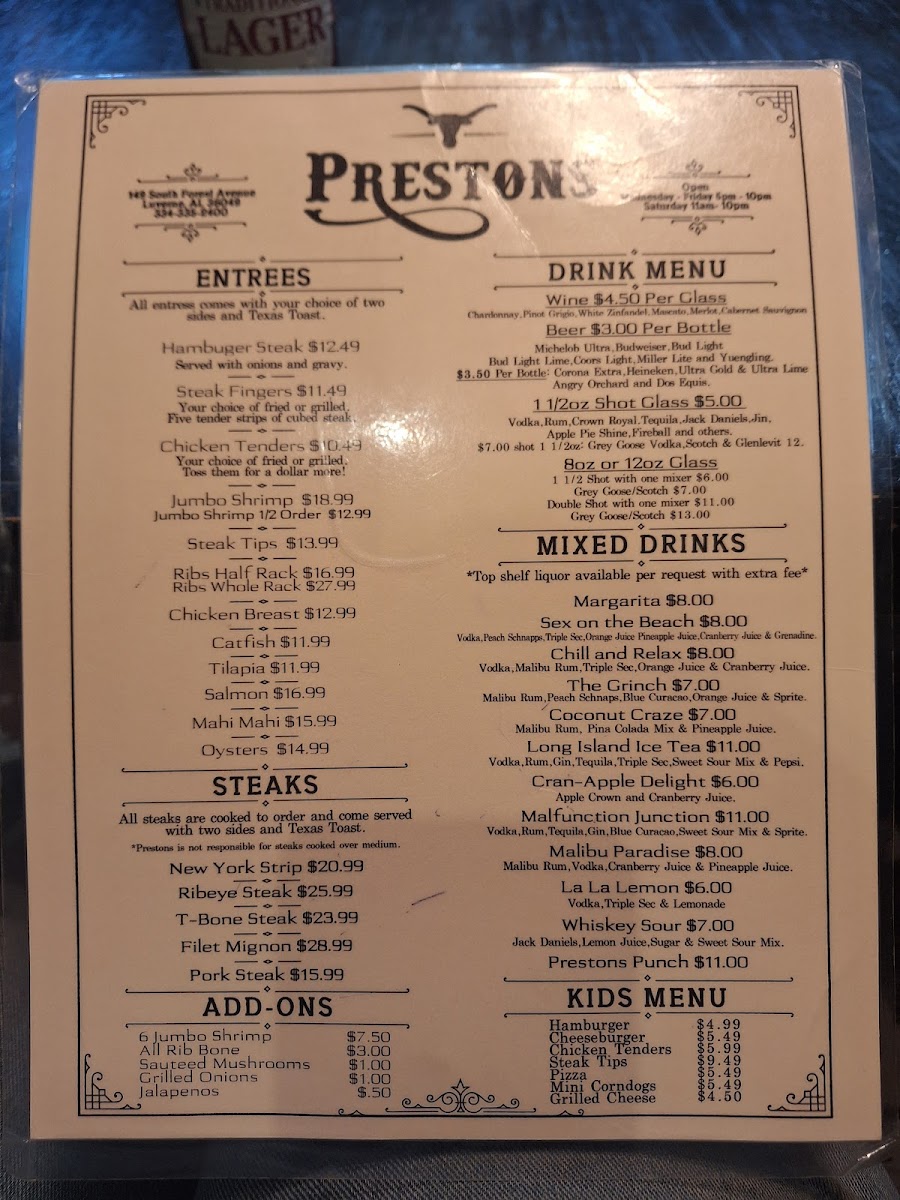 TRADITIONAL
LAGER
PRESTONS
149 South Forest Avenue
Luverne, AL 36049
334-335-2400
Open
Wednesday - Friday 5pm - 10pm
Saturday 11am- 10pm
ENTREES
All entress comes with your choice of two
sides and Texas Toast.
Hambuger Steak $12.49
Served with onions and gravy.
Steak Fingers $11.49
Your choice of fried or grilled.
Five tender strips of cubed steak.
Chicken Tenders $10.49
Your choice of fried or grilled.
Toss them for a dollar more!
Jumbo Shrimp $18.99
Jumbo Shrimp 1/2 Order $12.99
Steak Tips $13.99
Ribs Half Rack $16.99
Ribs Whole Rack $27.99
Chicken Breast $12.99
Catfish $11.99
Tilapia $11.99
Salmon $16.99
Mahi Mahi $15.99
Oysters $14.99
STEAKS
All steaks are cooked to order and come served
with two sides and Texas Toast.
*Prestons is not responsible for steaks cooked over medium.
New York Strip $20.99
Ribeye Steak $25.99
T-Bone Steak $23.99
Filet Mignon $28.99
Pork Steak $15.99
ADD-ONS
6 Jumbo Shrimp $7.50
All Rib Bone $3.00
Sauteed Mushrooms $1.00
Grilled Onions $1.00
Jalapenos $.50
DRINK MENU
Wine $4.50 Per Glass
Chardonnay,Pinot Grigio,White Zinfandel,Mascato,Merlot,Cabernet Sauvignon
Beer $3.00 Per Bottle
Michelob Ultra,Budweiser,Bud Light
Bud Light Lime,Coors Light,Miller Lite and Yuengling.
$3.50 Per Bottle: Corona Extra,Heineken,Ultra Gold & Ultra Lime
Angry Orchard and Dos Equis.
1 1/2oz Shot Glass $5.00
Vodka,Rum,Crown Royal.Tequila,Jack Daniels,Jin,
Apple Pie Shine,Fireball and others.
$7.00 shot 1 1/2oz: Grey Goose Vodka,Scotch & Glenlevit 12.
8oz or 12oz Glass
1 1/2 Shot with one mixer $6.00
Grey Goose/Scotch $7.00
Double Shot with one mixer $11.00
Grey Goose/Scotch $13.00
MIXED DRINKS
*Top shelf liquor available per request with extra fee*
Margarita $8.00
Sex on the Beach $8.00
Vodka,Peach Schnapps,Triple Sec,Orange Juice Pineapple Juice,Cranberry Juice & Grenadine.
Chill and Relax $8.00
Vodka,Malibu Rum,Triple Sec,Orange Juice & Cranberry Juice.
The Grinch $7.00
Malibu Rum,Peach Schnaps,Blue Curacao,Orange Juice & Sprite.
Coconut Craze $7.00
Malibu Rum, Pina Colada Mix & Pineapple Juice.
Long Island Ice Tea $11.00
Vodka,Rum,Gin,Tequila,Triple Sec,Sweet Sour Mix & Pepsi.
Cran-Apple Delight $6.00
Apple Crown and Cranberry Juice.
Malfunction Junction $11.00
Vodka,Rum,Tequila,Gin,Blue Curacao,Sweet Sour Mix & Sprite.
Malibu Paradise $8.00
Malibu Rum,Vodka,Cranberry Juice & Pineapple Juice.
La La Lemon $6.00
Vodka,Triple Sec & Lemonade
Whiskey Sour $7.00
Jack Daniels,Lemon Juice,Sugar & Sweet Sour Mix.
Prestons Punch $11.00
KIDS MENU
Hamburger $4.99
Cheeseburger $5.49
Chicken Tenders $5.99
Steak Tips $9.49
Pizza $5.49
Mini Corndogs $5.49
Grilled Cheese $4.50